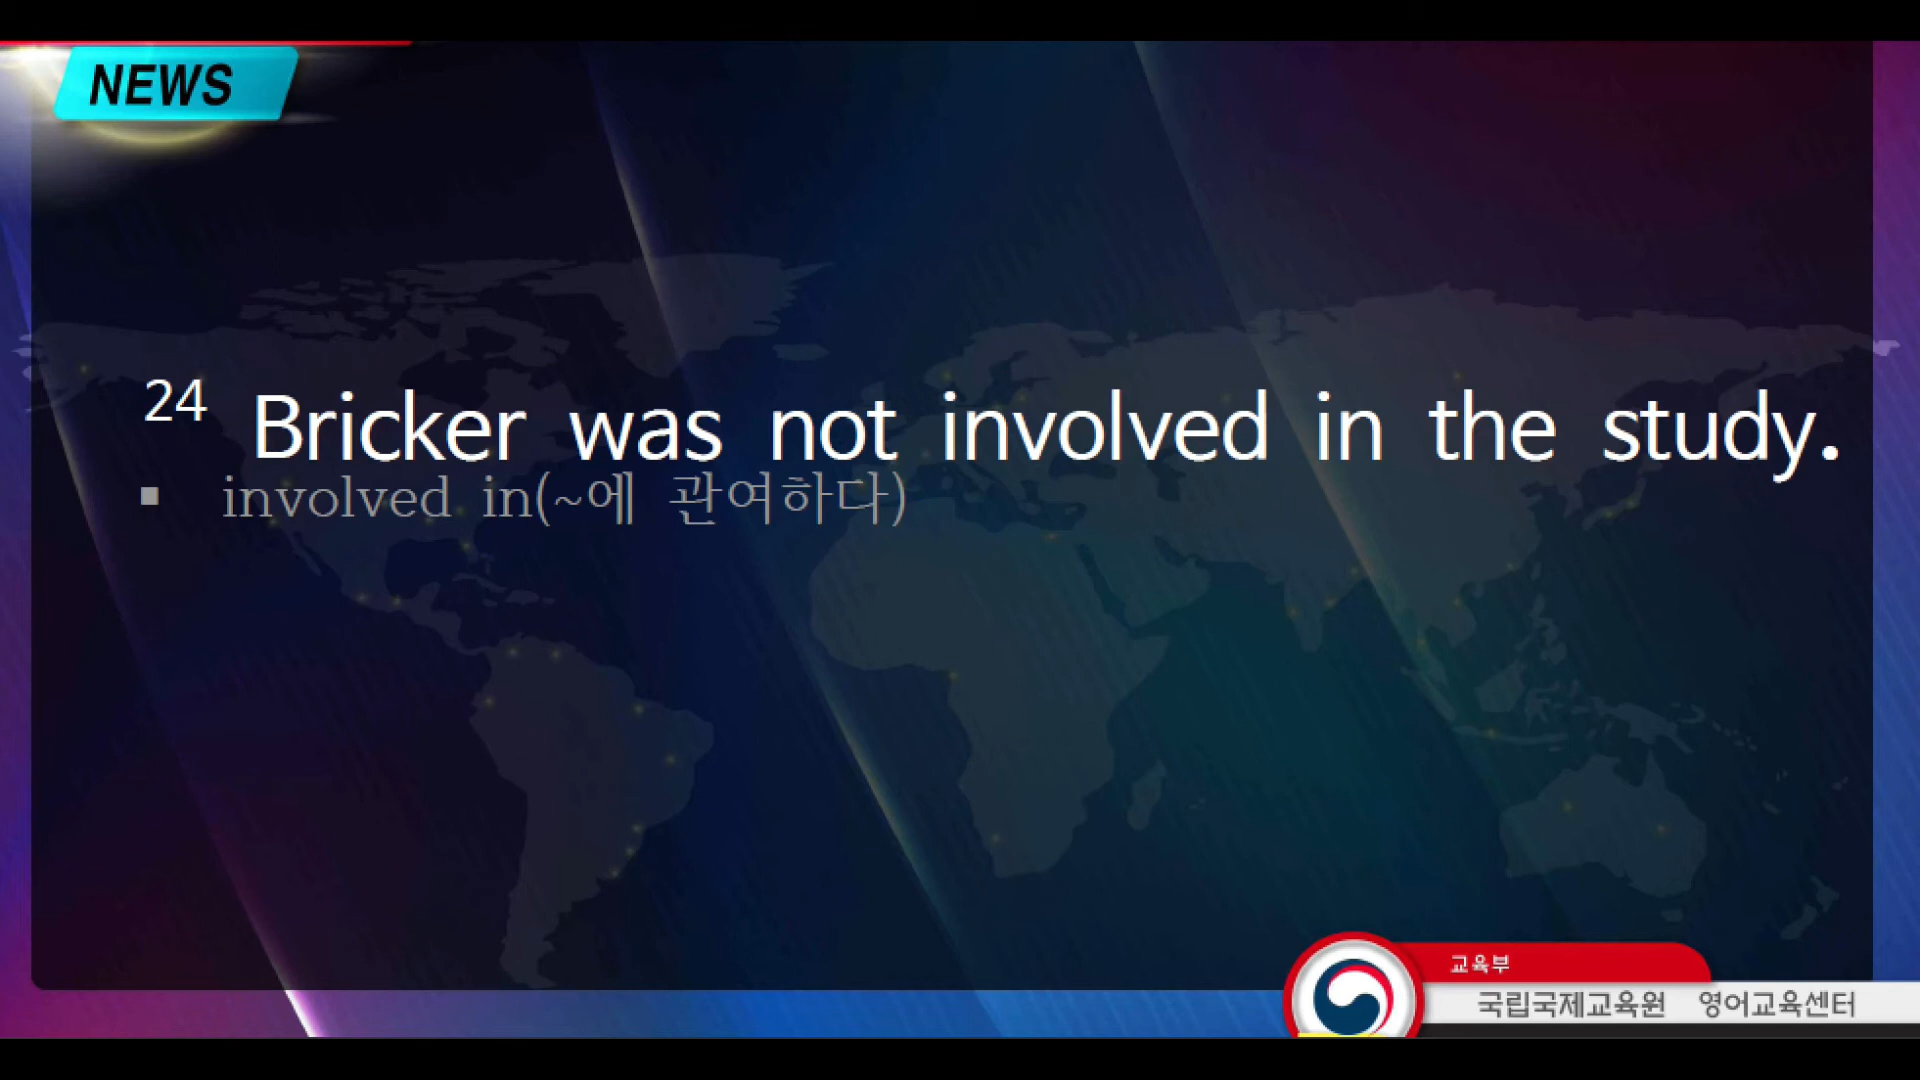 NEWS
24 Bricker was not involved in the study.
▪ involved in(~에 관여하다)
교육부
국립국제교육원 영어교육센터